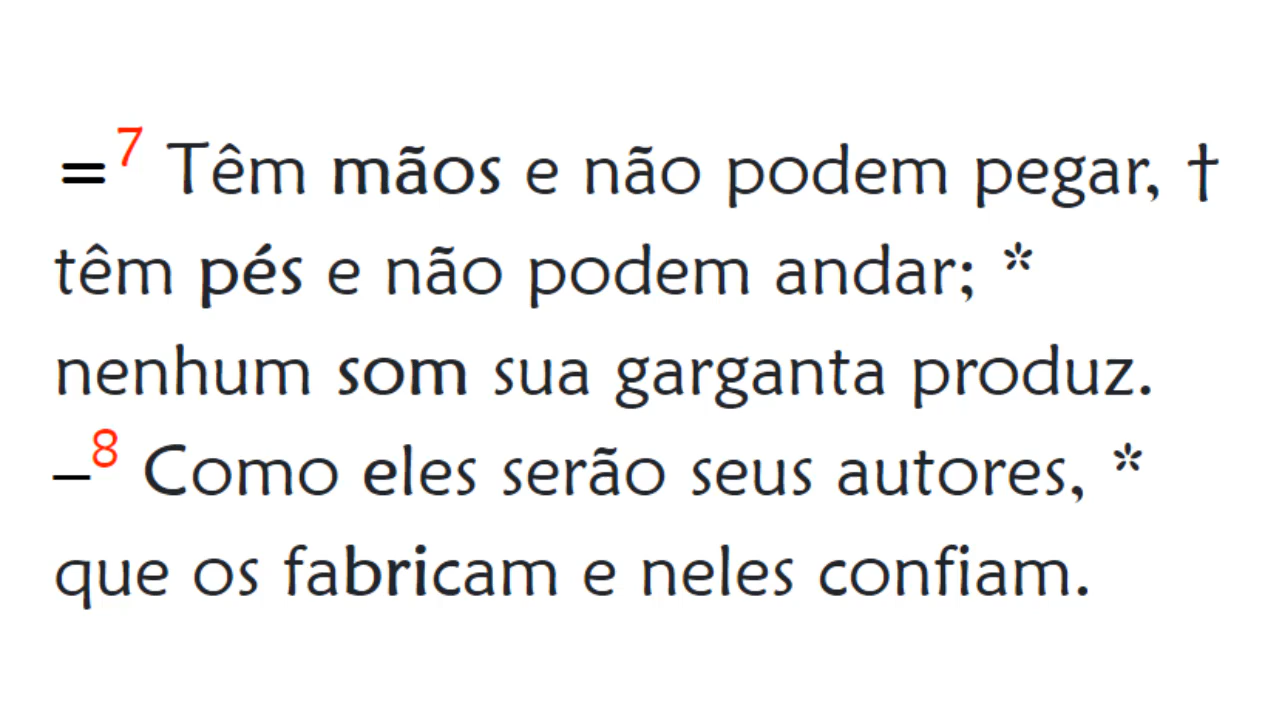 =7 Têm mãos e não podem pegar, †
têm pés e não podem andar; *
nenhum som sua garganta produz.
–8 Como eles serão seus autores, *
que os fabricam e neles confiam.